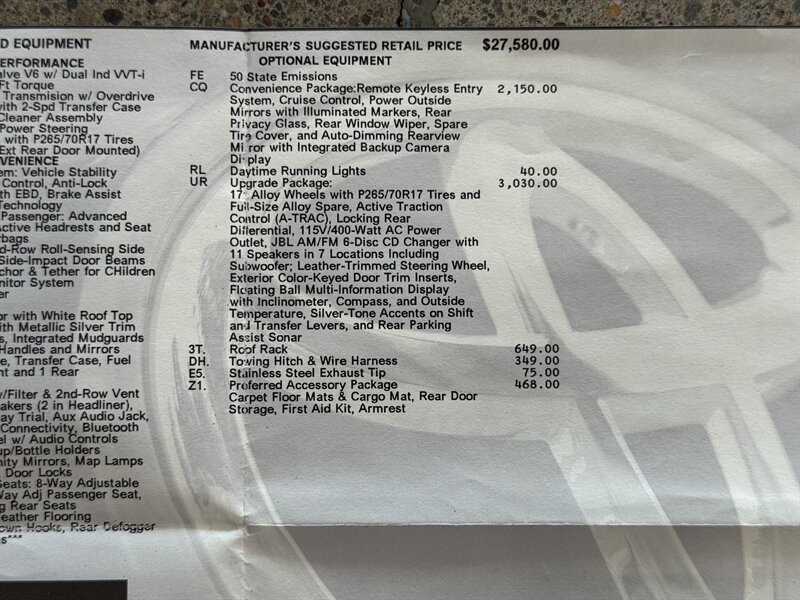 D EQUIPMENT
ERFORMANCE
alve V6 w/ Dual Ind VVT-i
Ft Torque
Transmision w/ Overdrive
with 2-Spd Transfer Case
Cleaner Assembly
Power Steering
with P265/70R17 Tires
Ext Rear Door Mounted)
VENIENCE
em: Vehicle Stability
Control, Anti-Lock
th EBD, Brake Assist
Technology
Passenger: Advanced
Active Headrests and Seat
rbags
d-Row Roll-Sensing Side
Side-Impact Door Beams
chor & Tether for CHildren
nitor System
er
or with White Roof Top
ith Metallic Silver Trim
s, Integrated Mudguards
Handles and Mirrors
e, Transfer Case, Fuel
nt and 1 Rear
/Filter & 2nd-Row Vent
akers (2 in Headliner),
ay Trial, Aux Audio Jack,
Connectivity, Bluetooth
el w/ Audio Controls
up/Bottle Holders
nity Mirrors, Map Lamps
Door Locks
Seats: 8-Way Adjustable
Way Adj Passenger Seat,
g Rear Seats
eather Flooring
own Hooks, Rear Defogger
s***
MANUFACTURER'S SUGGESTED RETAIL PRICE $27,580.00
OPTIONAL EQUIPMENT
FE 50 State Emissions
CQ Convenience Package:Remote Keyless Entry 2,150.00
System, Cruise Control, Power Outside
Mirrors with Illuminated Markers, Rear
Privacy Glass, Rear Window Wiper, Spare
Tire Cover, and Auto-Dimming Rearview
Mirror with Integrated Backup Camera
Display
RL Daytime Running Lights 40.00
UR Upgrade Package: 3,030.00
17" Alloy Wheels with P265/70R17 Tires and
Full-Size Alloy Spare, Active Traction
Control (A-TRAC), Locking Rear
Differential, 115V/400-Watt AC Power
Outlet, JBL AM/FM 6-Disc CD Changer with
11 Speakers in 7 Locations Including
Subwoofer; Leather-Trimmed Steering Wheel,
Exterior Color-Keyed Door Trim Inserts,
Floating Ball Multi-Information Display
with Inclinometer, Compass, and Outside
Temperature, Silver-Tone Accents on Shift
and Transfer Levers, and Rear Parking
Assist Sonar
3T. Roof Rack 649.00
DH. Towing Hitch & Wire Harness 349.00
E5. Stainless Steel Exhaust Tip 75.00
Z1. Preferred Accessory Package 468.00
Carpet Floor Mats & Cargo Mat, Rear Door
Storage, First Aid Kit, Armrest